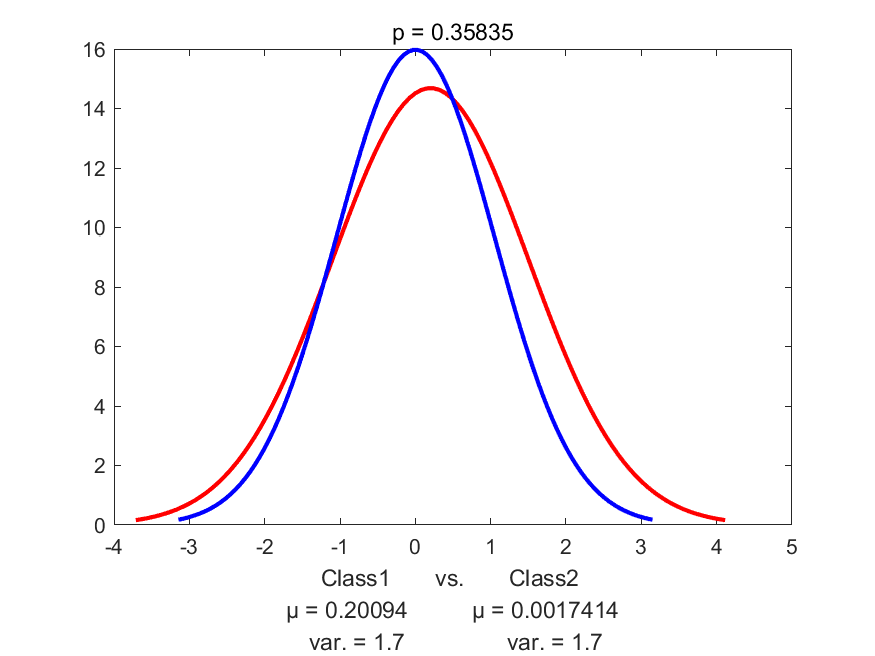 p = 0.35835
16
14
12
10
8
6
4
2
0
-4 -3 -2 -1 0 1 2 3 4 5
Class1 vs. Class2
μ = 0.20094 μ = 0.0017414
var. = 1.7 var. = 1.7